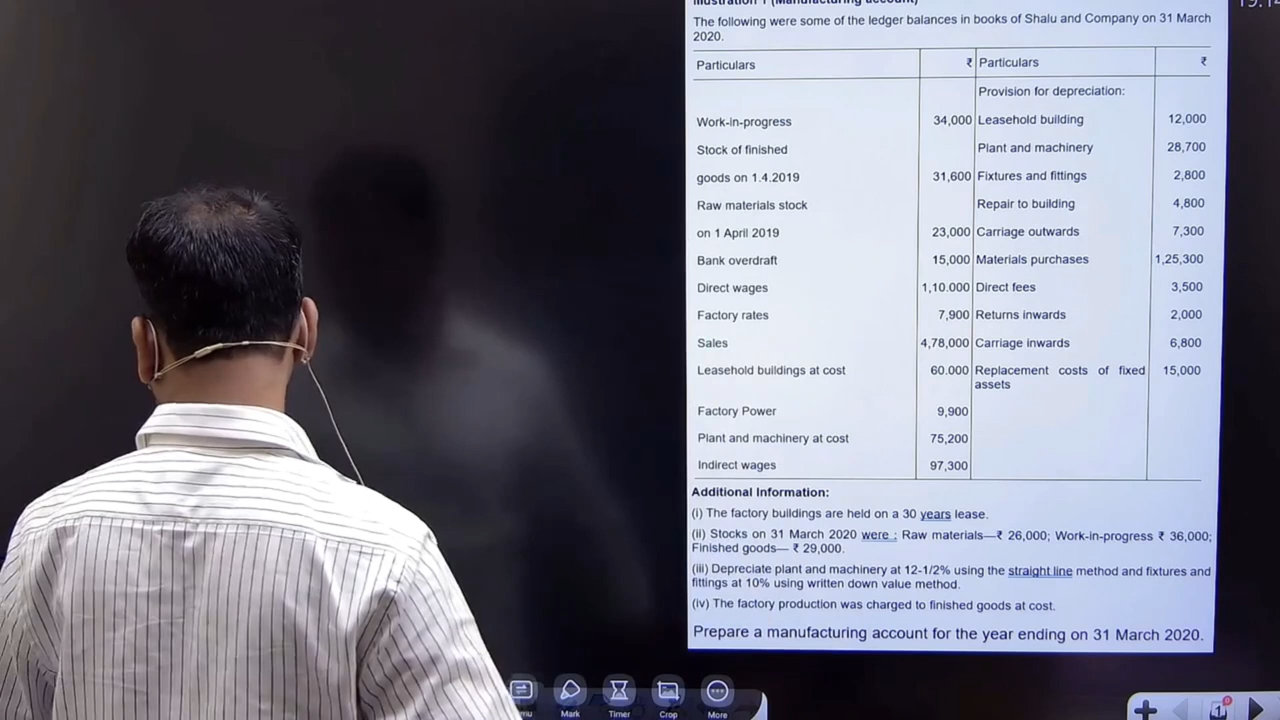 Illustration 1 (Manufacturing account)
The following were some of the ledger balances in books of Shalu and Company on 31 March
2020.
Particulars ₹ Particulars ₹
Provision for depreciation:
Work-in-progress 34,000 Leasehold building 12,000
Stock of finished Plant and machinery 28,700
goods on 1.4.2019 31,600 Fixtures and fittings 2,800
Raw materials stock Repair to building 4,800
on 1 April 2019 23,000 Carriage outwards 7,300
Bank overdraft 15,000 Materials purchases 1,25,300
Direct wages 1,10.000 Direct fees 3,500
Factory rates 7,900 Returns inwards 2,000
Sales 4,78,000 Carriage inwards 6,800
Leasehold buildings at cost 60.000 Replacement costs of fixed 15,000
assets
Factory Power 9,900
Plant and machinery at cost 75,200
Indirect wages 97,300
Additional Information:
(i) The factory buildings are held on a 30 years lease.
(ii) Stocks on 31 March 2020 were : Raw materials—₹ 26,000; Work-in-progress ₹ 36,000;
Finished goods— ₹ 29,000.
(iii) Depreciate plant and machinery at 12-1/2% using the straight line method and fixtures and
fittings at 10% using written down value method.
(iv) The factory production was charged to finished goods at cost.
Prepare a manufacturing account for the year ending on 31 March 2020.
Mark Timer Crop More
1